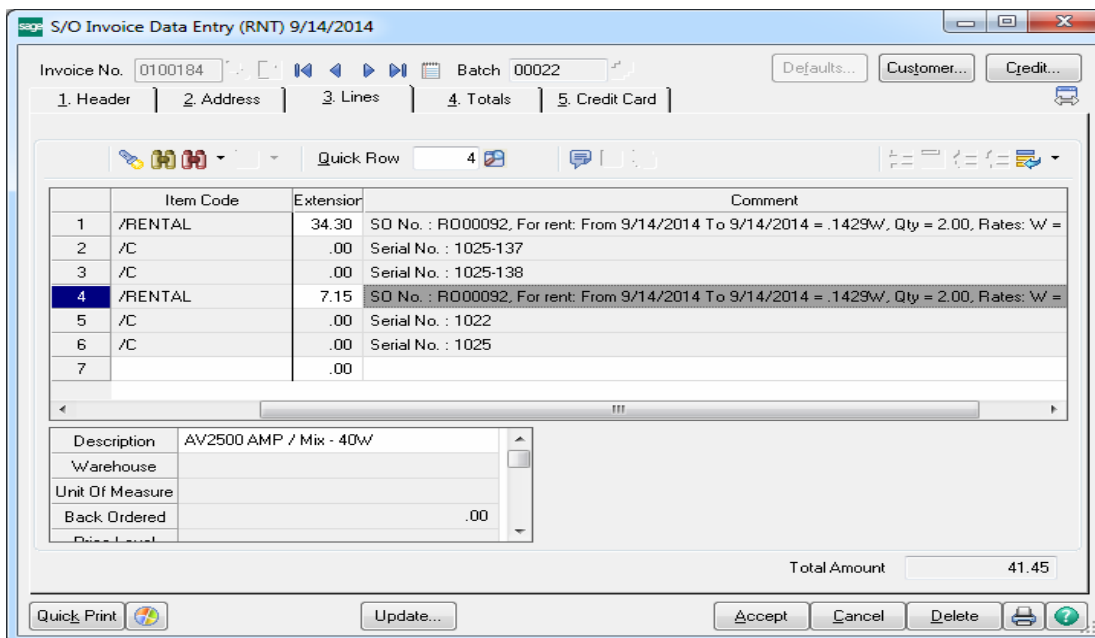 sage S/O Invoice Data Entry (RNT) 9/14/2014
Invoice No. 0100184 Batch 00022 Defaults... Customer... Credit...
1. Header 2. Address 3. Lines 4. Totals 5. Credit Card
Quick Row 4
Item Code Extension Comment
1 /RENTAL 34.30 SO No. : RO00092, For rent: From 9/14/2014 To 9/14/2014 = .1429W, Qty = 2.00, Rates: W =
2 /C .00 Serial No. : 1025-137
3 /C .00 Serial No. : 1025-138
4 /RENTAL 7.15 SO No. : RO00092, For rent: From 9/14/2014 To 9/14/2014 = .1429W, Qty = 2.00, Rates: W =
5 /C .00 Serial No. : 1022
6 /C .00 Serial No. : 1025
7 .00
Description AV2500 AMP / Mix - 40W
Warehouse
Unit Of Measure
Back Ordered .00
Price Level
Total Amount 41.45
Quick Print Update... Accept Cancel Delete